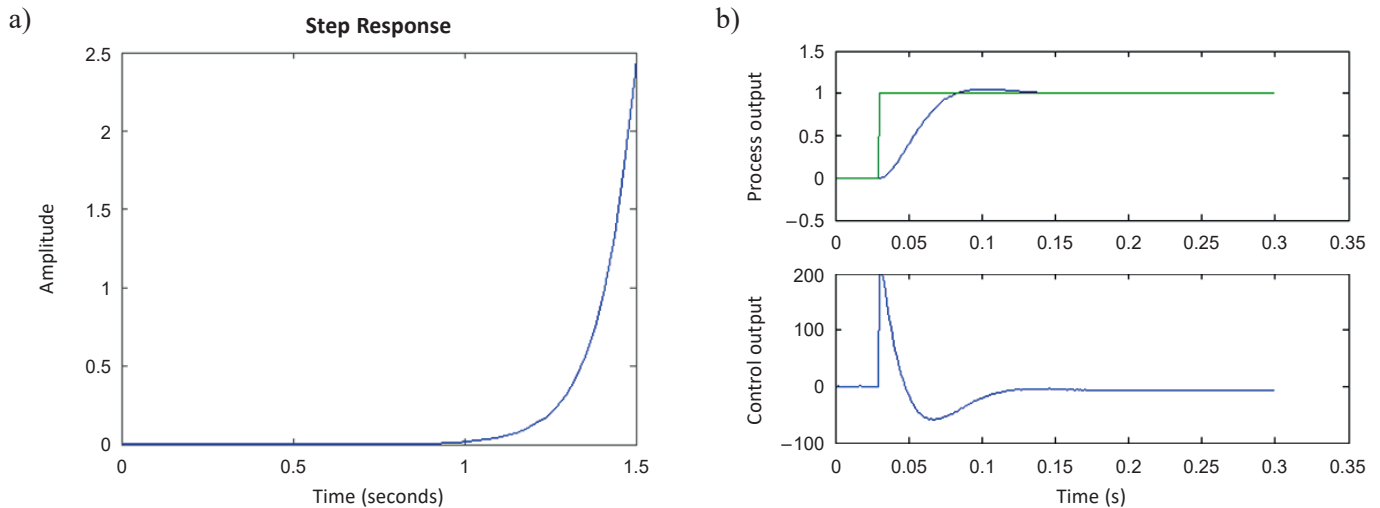 a)
Step Response
2.5
2
1.5
1
0.5
0
Amplitude
0 0.5 1 1.5
Time (seconds)
b)
1.5
1
0.5
0
–0.5
Process output
0 0.05 0.1 0.15 0.2 0.25 0.3 0.35
200
100
0
–100
Control output
0 0.05 0.1 0.15 0.2 0.25 0.3 0.35
Time (s)